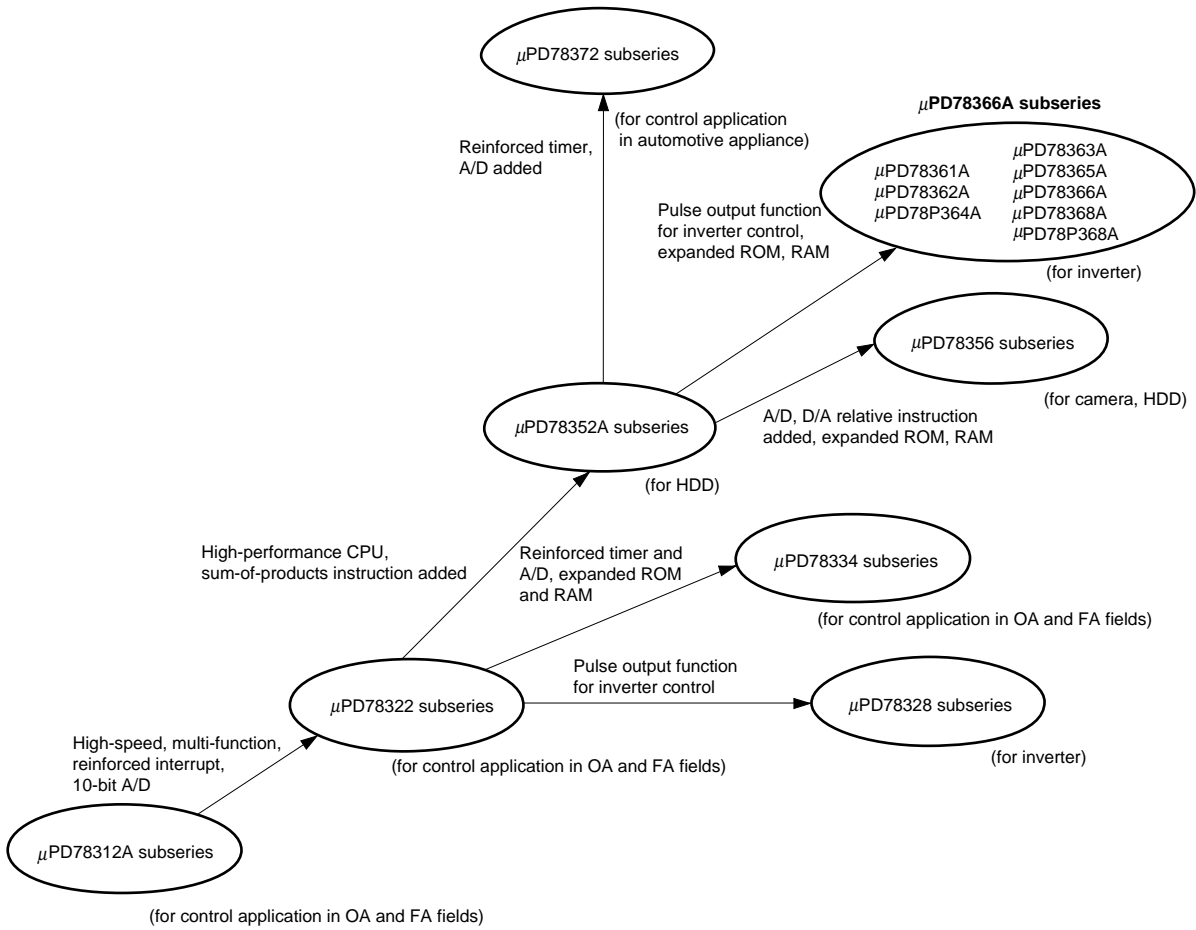 μPD78372 subseries
(for control application
in automotive appliance)
Reinforced timer,
A/D added
μPD78366A subseries
μPD78361A
μPD78362A
μPD78P364A
μPD78363A
μPD78365A
μPD78366A
μPD78368A
μPD78P368A
(for inverter)
Pulse output function
for inverter control,
expanded ROM, RAM
μPD78356 subseries
(for camera, HDD)
A/D, D/A relative instruction
added, expanded ROM, RAM
μPD78352A subseries
(for HDD)
High-performance CPU,
sum-of-products instruction added
Reinforced timer and
A/D, expanded ROM
and RAM
μPD78334 subseries
(for control application in OA and FA fields)
Pulse output function
for inverter control
μPD78322 subseries
(for control application in OA and FA fields)
μPD78328 subseries
(for inverter)
High-speed, multi-function,
reinforced interrupt,
10-bit A/D
μPD78312A subseries
(for control application in OA and FA fields)